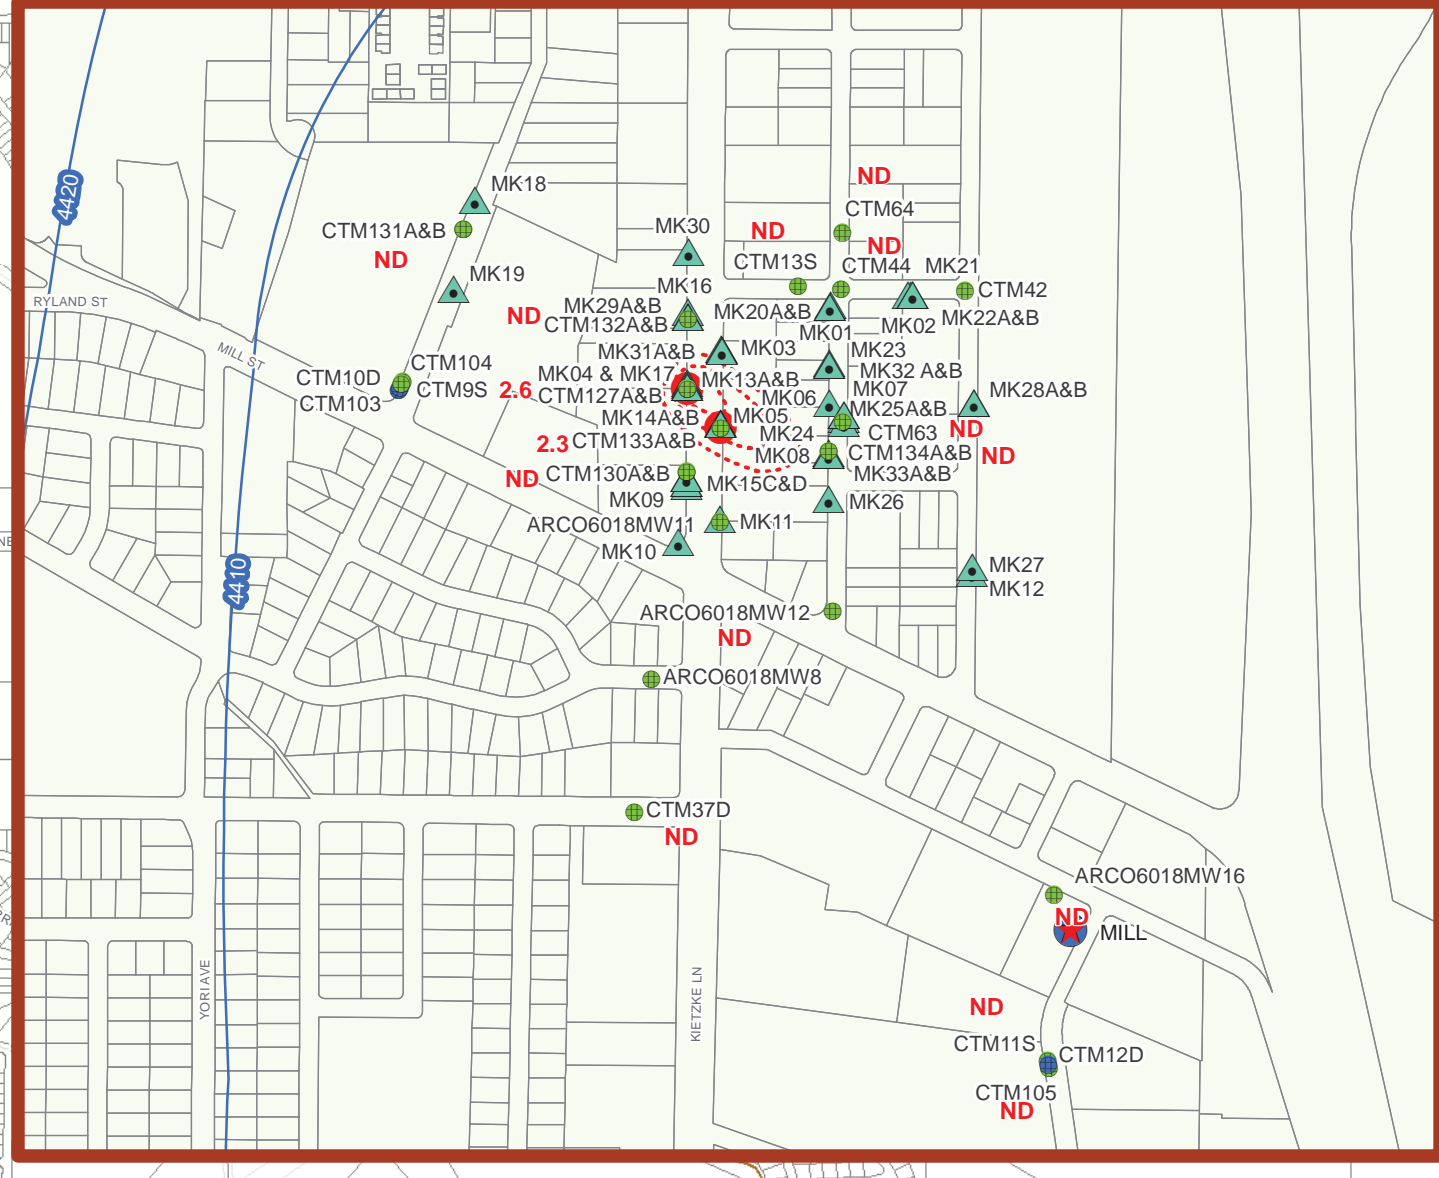 4420
MK18
ND
CTM64
CTM131A&B
ND
MK30
ND
ND
CTM13S
CTM44
MK21
MK19
MK16
CTM42
RYLAND ST
ND
MK29A&B
CTM132A&B
MK20A&B
MK01
MK02
MK22A&B
MILL ST
MK31A&B
MK03
MK23
CTM104
CTM10D
MK04 & MK17
MK13A&B
MK32 A&B
CTM9S
2.6
CTM127A&B
MK06
MK07
MK28A&B
CTM103
MK14A&B
MK05
MK25A&B
ND
2.3
CTM133A&B
MK24
CTM63
MK08
CTM134A&B
ND
ND
CTM130A&B
MK15C&D
MK33A&B
MK09
MK26
ARCO6018MW11
MK11
MK10
4410
MK27
MK12
ARCO6018MW12
ND
ARCO6018MW8
CTM37D
ND
ARCO6018MW16
ND
MILL
YORI AVE
KIETZKE LN
ND
CTM11S
CTM12D
CTM105
ND